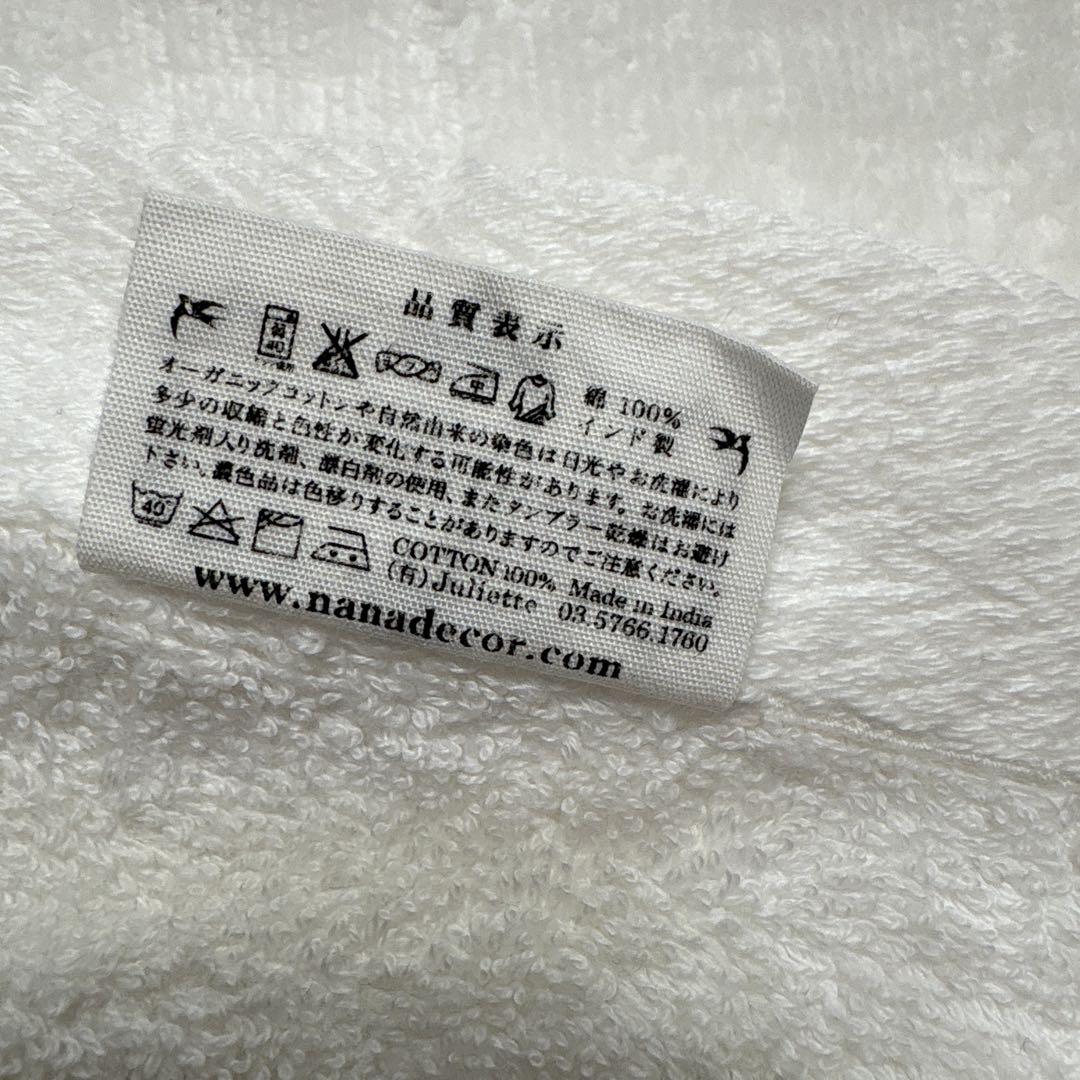 品質表示
綿 100%
インド製
オーガニックコットンや自然由来の染色は日光やお洗濯により
多少の収縮と色性が変化する可能性があります。お洗濯には
蛍光剤入り洗剤、漂白剤の使用、またタンブラー乾燥はお避け
下さい。濃色品は色移りすることがありますのでご注意ください。
40
COTTON 100% Made in India
(有) Juliette 03.5766.1760
www.nanadecor.com